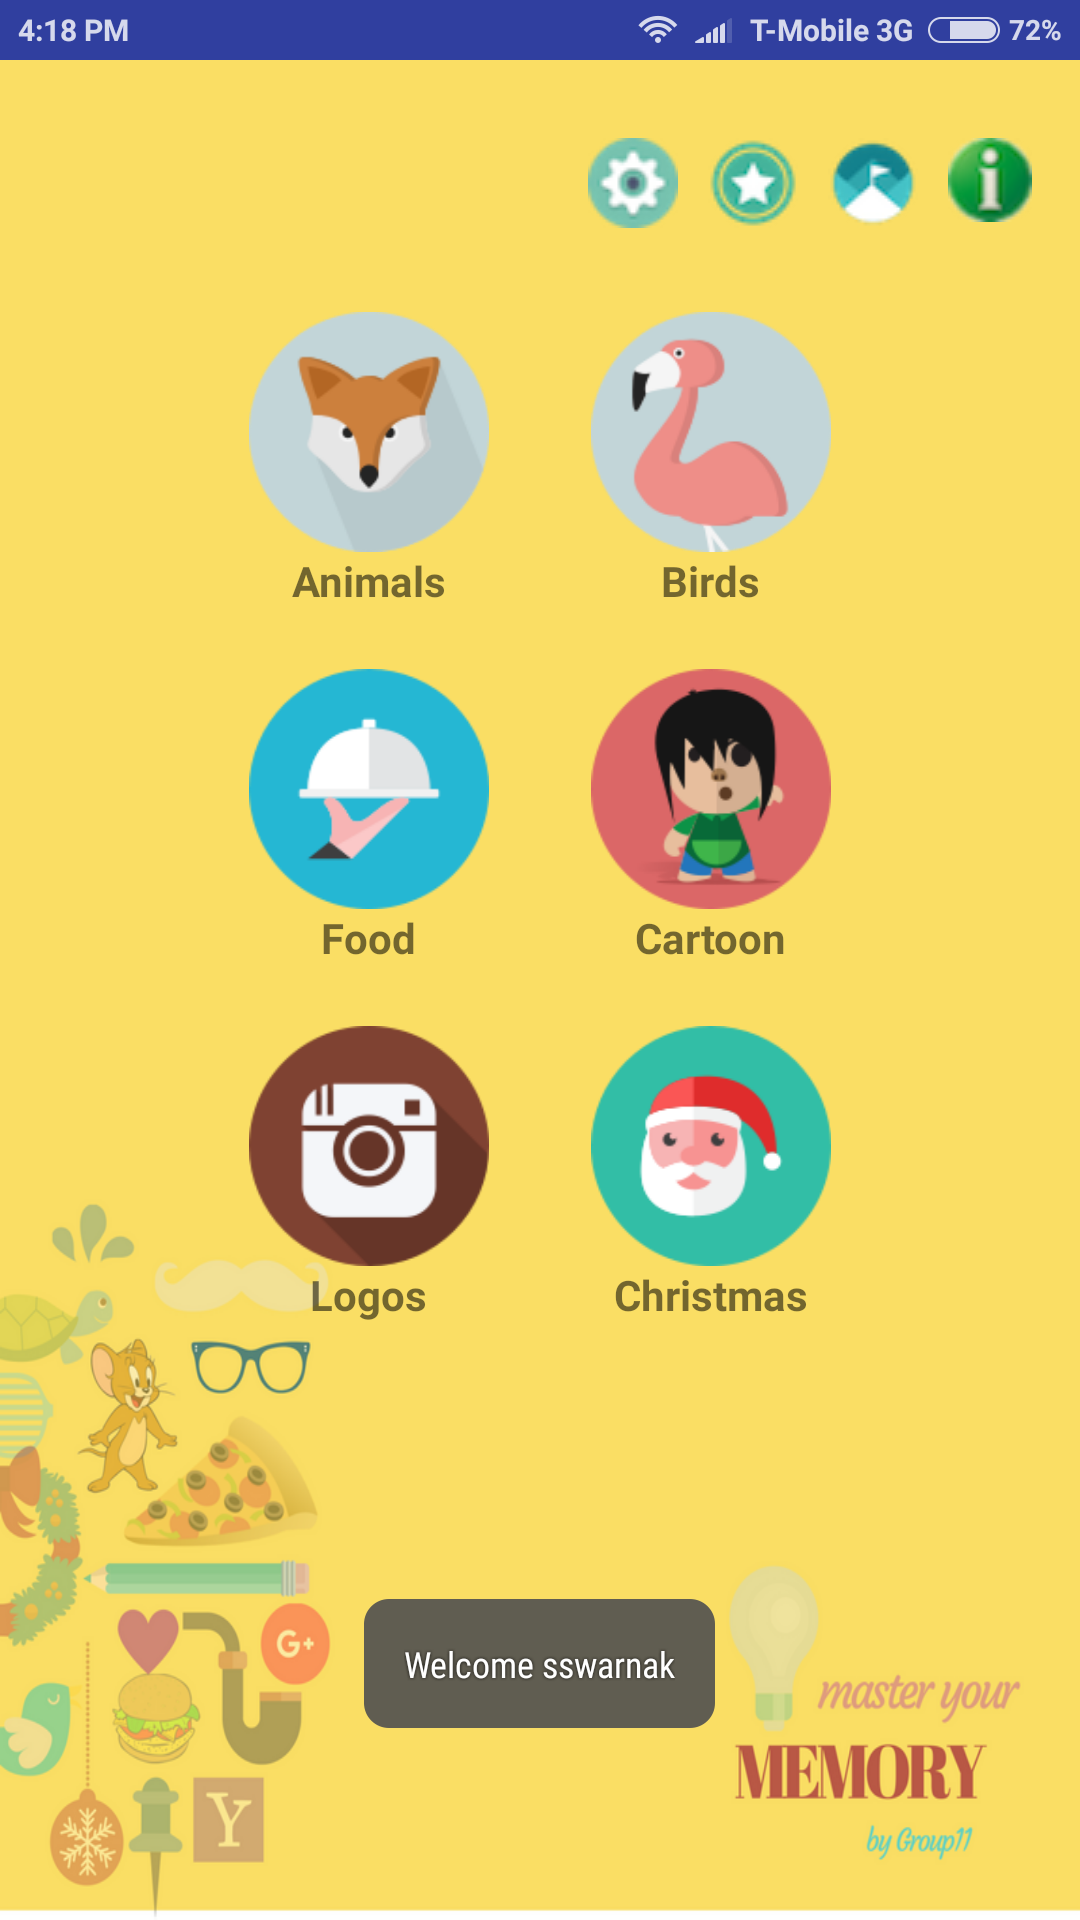 4:18 PM T-Mobile 3G 72%
Animals Birds
Food Cartoon
Logos Christmas
G+
Welcome sswarnak
master your
MEMORY
Y
by Group11